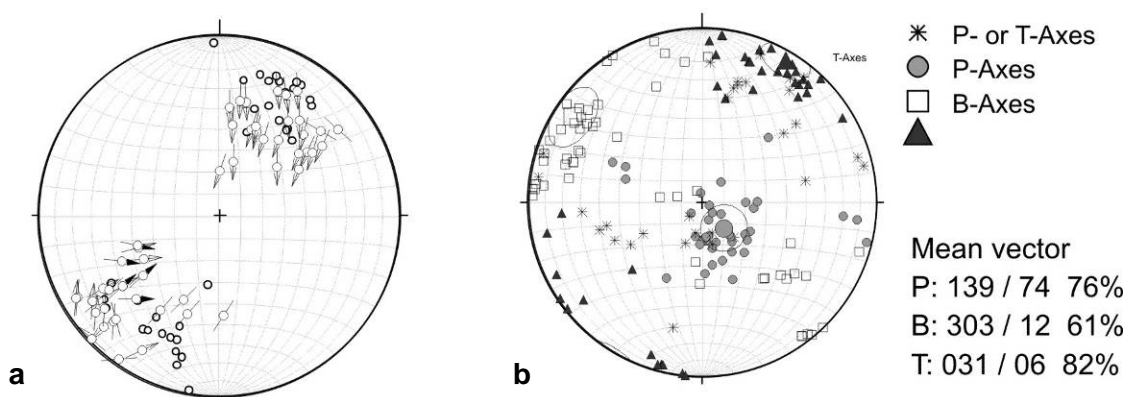 a
b
T-Axes
P- or T-Axes
P-Axes
B-Axes
Mean vector
P: 139 / 74 76%
B: 303 / 12 61%
T: 031 / 06 82%